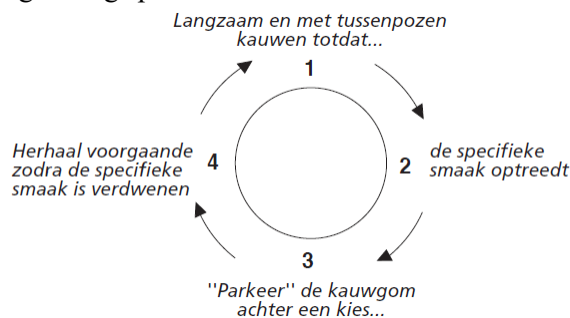 Langzaam en met tussenpozen
kauwen totdat...
1
2
de specifieke
smaak optreedt
3
"Parkeer" de kauwgom
achter een kies...
4
Herhaal voorgaande
zodra de specifieke
smaak is verdwenen